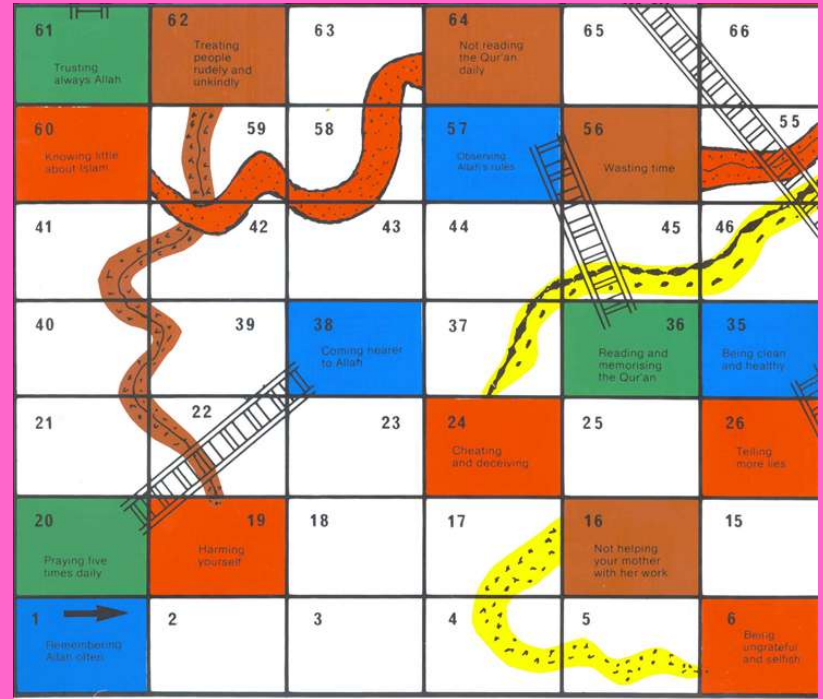 61
Trusting
always Allah
62
Treating
people
rudely and
unkindly
63
64
Not reading
the Qur'an
daily
65
66
60
Knowing little
about Islam
59
58
57
Observing
Allah's rules
56
Wasting time
55
41
42
43
44
45
46
40
39
38
Coming nearer
to Allah
37
36
Reading and
memorising
the Qur'an
35
Being clean
and healthy
21
22
23
24
Cheating
and deceiving
25
26
Telling
more lies
20
Praying five
times daily
19
Harming
yourself
18
17
16
Not helping
your mother
with her work
15
1
Remembering
Allah often
2
3
4
5
6
Being
ungrateful
and selfish